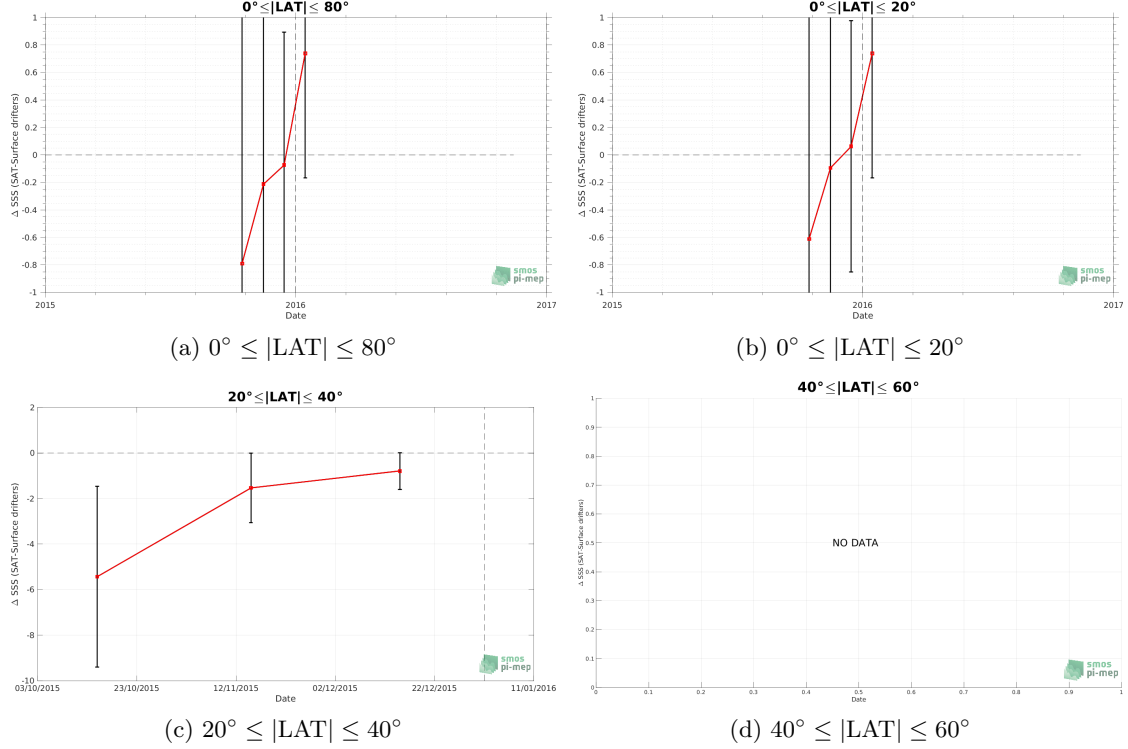 0°≤|LAT|≤ 80°
1
0.8
0.6
0.4
0.2
0
-0.2
-0.4
-0.6
-0.8
-1
Δ SSS (SAT-Surface drifters)
2015
2016
2017
Date
smos
pi-mep
(a) 0° ≤ |LAT| ≤ 80°
0°≤|LAT|≤ 20°
1
0.8
0.6
0.4
0.2
0
-0.2
-0.4
-0.6
-0.8
-1
Δ SSS (SAT-Surface drifters)
2015
2016
2017
Date
smos
pi-mep
(b) 0° ≤ |LAT| ≤ 20°
20°≤|LAT|≤ 40°
2
0
-2
-4
-6
-8
-10
Δ SSS (SAT-Surface drifters)
03/10/2015
23/10/2015
12/11/2015
02/12/2015
22/12/2015
11/01/2016
Date
smos
pi-mep
(c) 20° ≤ |LAT| ≤ 40°
40°≤|LAT|≤ 60°
1
0.9
0.8
0.7
0.6
0.5
0.4
0.3
0.2
0.1
0
Δ SSS (SAT-Surface drifters)
NO DATA
0
0.1
0.2
0.3
0.4
0.5
0.6
0.7
0.8
0.9
1
Date
smos
pi-mep
(d) 40° ≤ |LAT| ≤ 60°